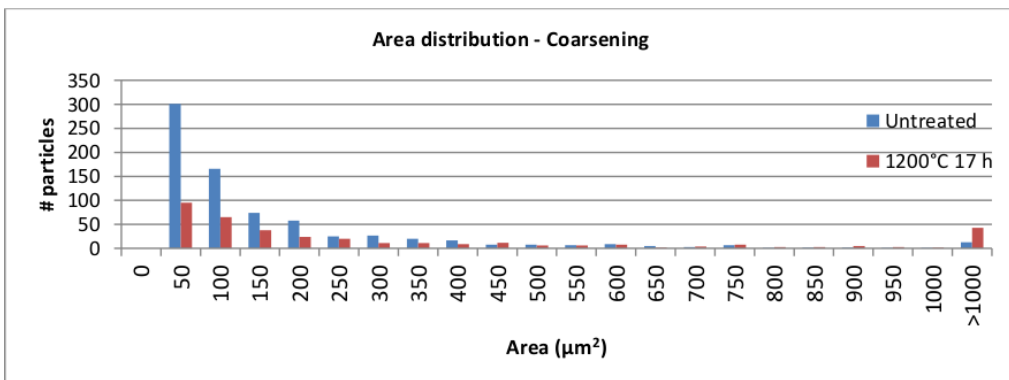 Area distribution - Coarsening
350
300
250
200
150
100
50
0
# particles
Untreated
1200°C 17 h
0 50 100 150 200 250 300 350 400 450 500 550 600 650 700 750 800 850 900 950 1000 >1000
Area (µm²)